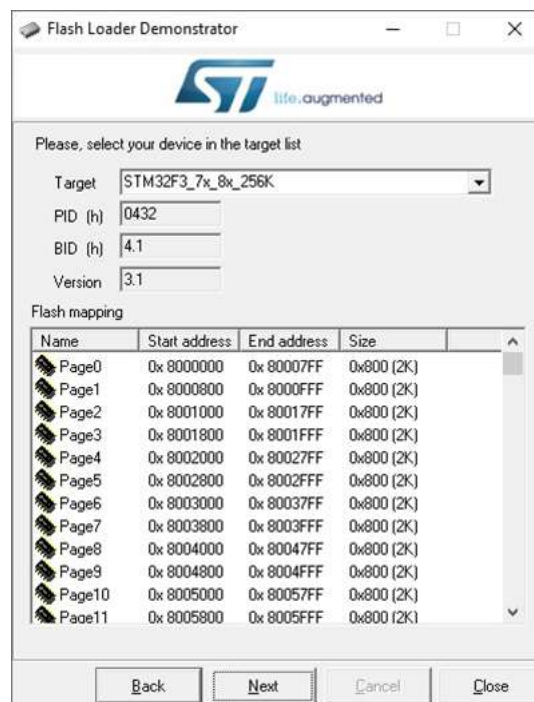 Flash Loader Demonstrator
ST life.augmented
Please, select your device in the target list
Target STM32F3_7x_8x_256K
PID (h) 0432
BID (h) 4.1
Version 3.1
Flash mapping
Name Start address End address Size
Page0 0x 8000000 0x 80007FF 0x800 (2K)
Page1 0x 8000800 0x 8000FFF 0x800 (2K)
Page2 0x 8001000 0x 80017FF 0x800 (2K)
Page3 0x 8001800 0x 8001FFF 0x800 (2K)
Page4 0x 8002000 0x 80027FF 0x800 (2K)
Page5 0x 8002800 0x 8002FFF 0x800 (2K)
Page6 0x 8003000 0x 80037FF 0x800 (2K)
Page7 0x 8003800 0x 8003FFF 0x800 (2K)
Page8 0x 8004000 0x 80047FF 0x800 (2K)
Page9 0x 8004800 0x 8004FFF 0x800 (2K)
Page10 0x 8005000 0x 80057FF 0x800 (2K)
Page11 0x 8005800 0x 8005FFF 0x800 (2K)
Back Next Cancel Close